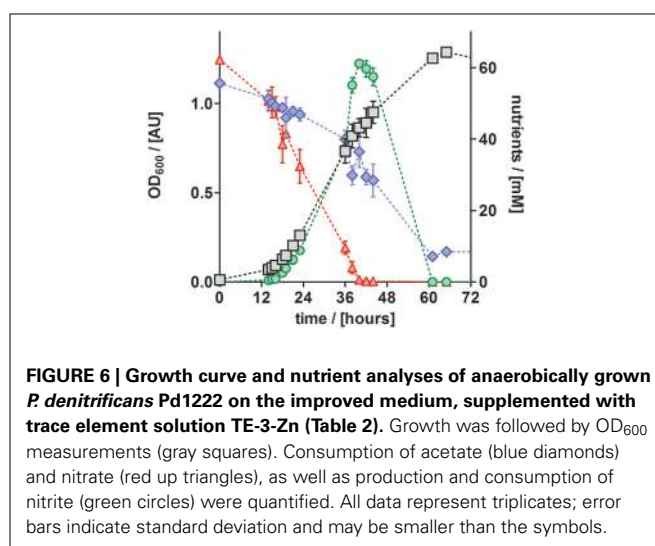 1.0
0.5
0.0
OD600 / [AU]
60
40
20
0
nutrients / [mM]
0 12 24 36 48 60 72
time / [hours]
FIGURE 6 | Growth curve and nutrient analyses of anaerobically grown
P. denitrificans Pd1222 on the improved medium, supplemented with
trace element solution TE-3-Zn (Table 2). Growth was followed by OD600
measurements (gray squares). Consumption of acetate (blue diamonds)
and nitrate (red up triangles), as well as production and consumption of
nitrite (green circles) were quantified. All data represent triplicates; error
bars indicate standard deviation and may be smaller than the symbols.